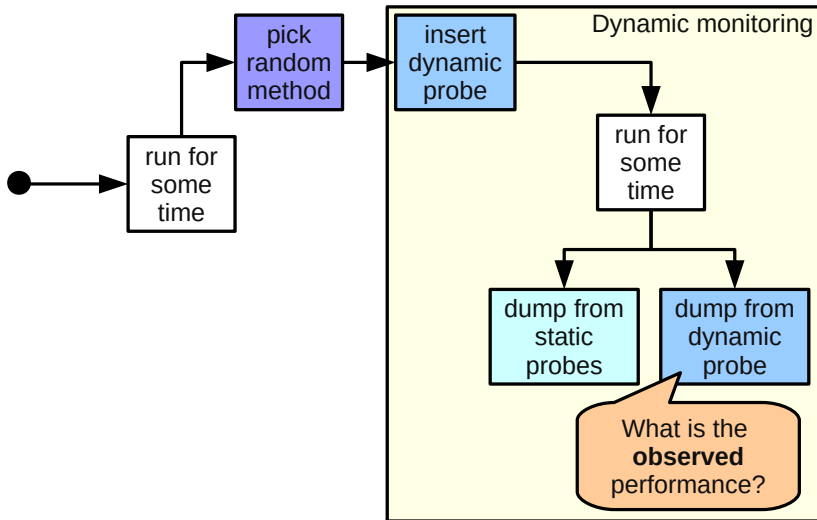 Dynamic monitoring
pick
random
method
insert
dynamic
probe
run for
some
time
run for
some
time
dump from
static
probes
dump from
dynamic
probe
What is the
observed
performance?